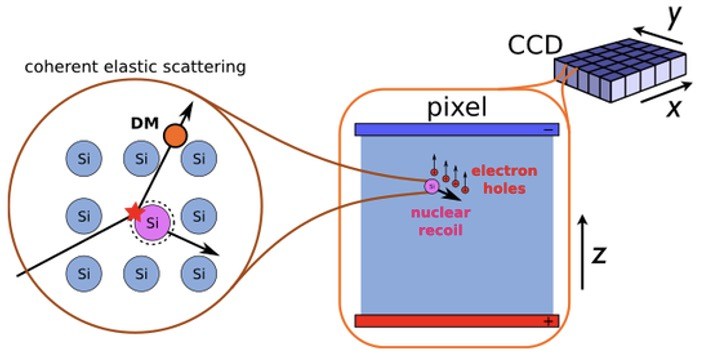 coherent elastic scattering
DM
Si Si Si
Si Si Si
Si Si Si
CCD
y
x
pixel
−
Si
electron
holes
nuclear
recoil
+
z